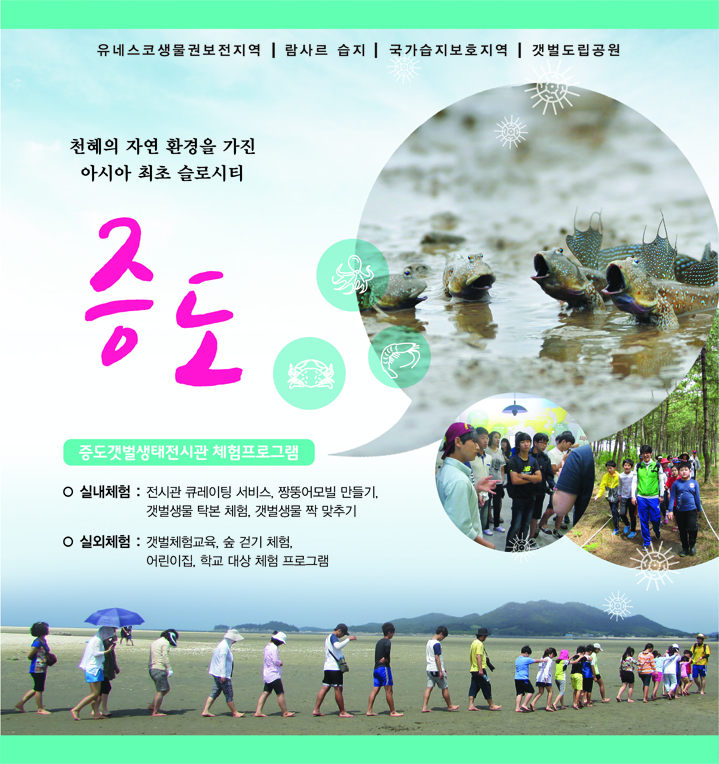 유네스코생물권보전지역 | 람사르 습지 | 국가습지보호지역 | 갯벌도립공원
천혜의 자연 환경을 가진
아시아 최초 슬로시티
증도
증도갯벌생태전시관 체험프로그램
실내체험 : 전시관 큐레이팅 서비스, 짱뚱어모빌 만들기,
갯벌생물 탁본 체험, 갯벌생물 짝 맞추기
실외체험 : 갯벌체험교육, 숲 걷기 체험,
어린이집, 학교 대상 체험 프로그램